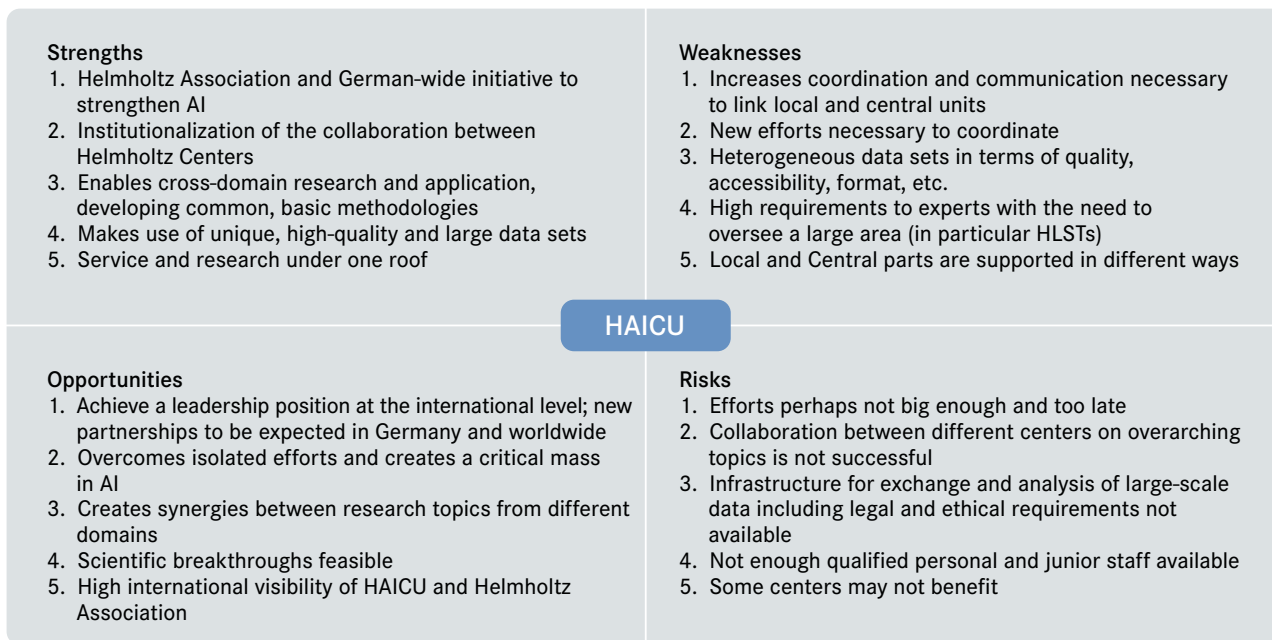 Strengths
1. Helmholtz Association and German-wide initiative to
strengthen AI
2. Institutionalization of the collaboration between
Helmholtz Centers
3. Enables cross-domain research and application,
developing common, basic methodologies
4. Makes use of unique, high-quality and large data sets
5. Service and research under one roof
Weaknesses
1. Increases coordination and communication necessary
to link local and central units
2. New efforts necessary to coordinate
3. Heterogeneous data sets in terms of quality,
accessibility, format, etc.
4. High requirements to experts with the need to
oversee a large area (in particular HLSTs)
5. Local and Central parts are supported in different ways
HAICU
Opportunities
1. Achieve a leadership position at the international level; new
partnerships to be expected in Germany and worldwide
2. Overcomes isolated efforts and creates a critical mass
in AI
3. Creates synergies between research topics from different
domains
4. Scientific breakthroughs feasible
5. High international visibility of HAICU and Helmholtz
Association
Risks
1. Efforts perhaps not big enough and too late
2. Collaboration between different centers on overarching
topics is not successful
3. Infrastructure for exchange and analysis of large-scale
data including legal and ethical requirements not
available
4. Not enough qualified personal and junior staff available
5. Some centers may not benefit